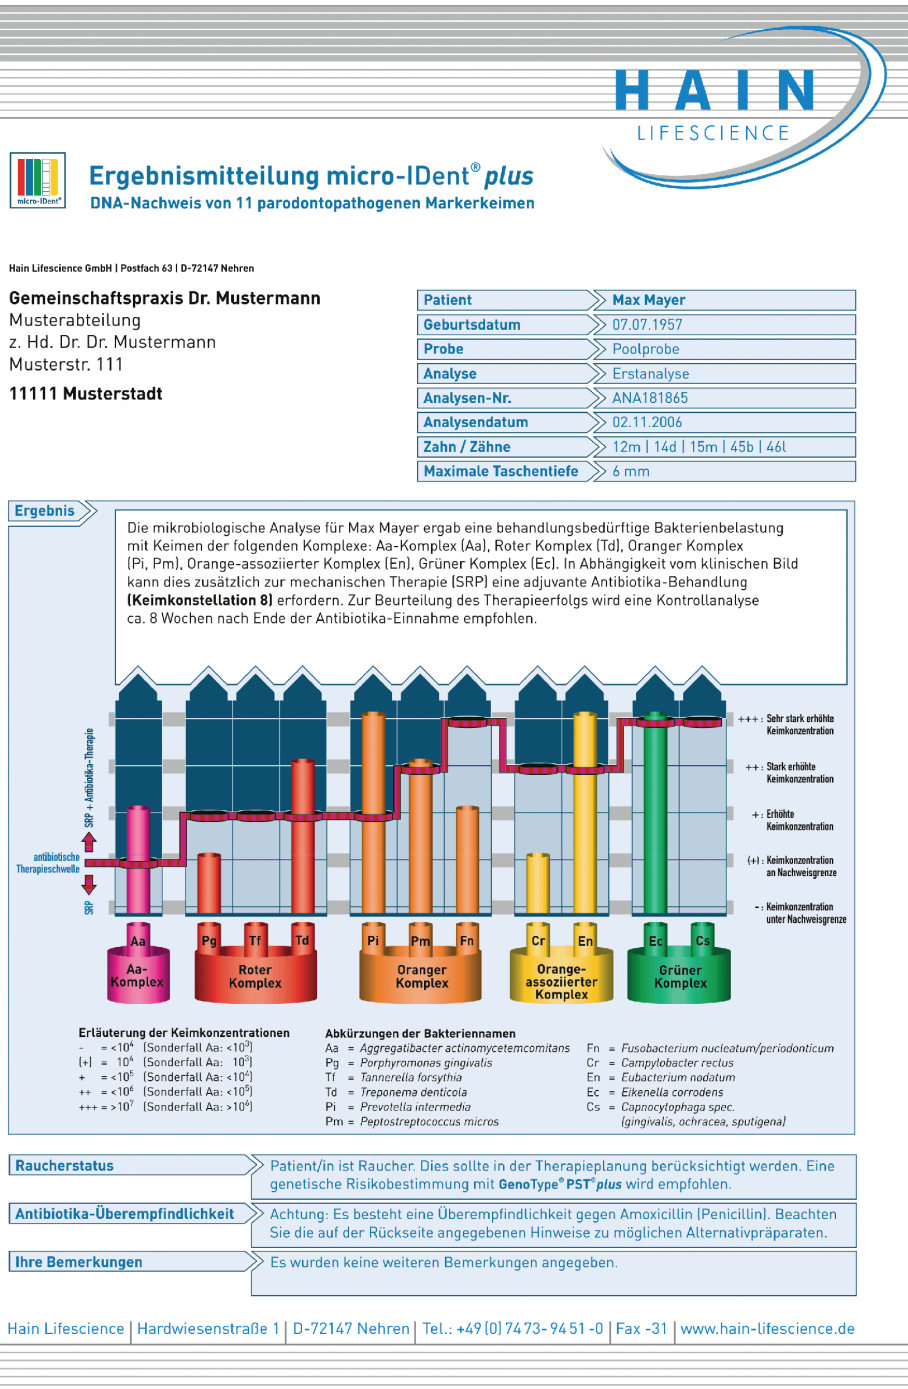 HAIN
LIFESCIENCE
micro-IDent®
Ergebnismitteilung micro-IDent® plus
DNA-Nachweis von 11 parodontopathogenen Markerkeimen
Hain Lifescience GmbH | Postfach 63 | D-72147 Nehren
Gemeinschaftspraxis Dr. Mustermann
Musterabteilung
z. Hd. Dr. Dr. Mustermann
Musterstr. 111
11111 Musterstadt
Patient Max Mayer
Geburtsdatum 07.07.1957
Probe Poolprobe
Analyse Erstanalyse
Analysen-Nr. ANA181865
Analysendatum 02.11.2006
Zahn / Zähne 12m | 14d | 15m | 45b | 46l
Maximale Taschentiefe 6 mm
Ergebnis
Die mikrobiologische Analyse für Max Mayer ergab eine behandlungsbedürftige Bakterienbelastung
mit Keimen der folgenden Komplexe: Aa-Komplex (Aa), Roter Komplex (Td), Oranger Komplex
(Pi, Pm), Orange-assoziierter Komplex (En), Grüner Komplex (Ec). In Abhängigkeit vom klinischen Bild
kann dies zusätzlich zur mechanischen Therapie (SRP) eine adjuvante Antibiotika-Behandlung
(Keimkonstellation 8) erfordern. Zur Beurteilung des Therapieerfolgs wird eine Kontrollanalyse
ca. 8 Wochen nach Ende der Antibiotika-Einnahme empfohlen.
SRP + Antibiotika-Therapie
antibiotische
Therapieschwelle
SRP
+++ : Sehr stark erhöhte
Keimkonzentration
++ : Stark erhöhte
Keimkonzentration
+ : Erhöhte
Keimkonzentration
(+) : Keimkonzentration
an Nachweisgrenze
- : Keimkonzentration
unter Nachweisgrenze
Aa Pg Tf Td Pi Pm Fn Cr En Ec Cs
Aa-
Komplex
Roter
Komplex
Oranger
Komplex
Orange-
assoziierter
Komplex
Grüner
Komplex
Erläuterung der Keimkonzentrationen
- = <10⁴ (Sonderfall Aa: <10³)
(+) = 10⁴ (Sonderfall Aa: 10³)
+ = <10⁵ (Sonderfall Aa: <10⁴)
++ = <10⁶ (Sonderfall Aa: <10⁵)
+++ = >10⁷ (Sonderfall Aa: >10⁶)
Abkürzungen der Bakteriennamen
Aa = Aggregatibacter actinomycetemcomitans
Pg = Porphyromonas gingivalis
Tf = Tannerella forsythia
Td = Treponema denticola
Pi = Prevotella intermedia
Pm = Peptostreptococcus micros
Fn = Fusobacterium nucleatum/periodonticum
Cr = Campylobacter rectus
En = Eubacterium nodatum
Ec = Eikenella corrodens
Cs = Capnocytophaga spec.
(gingivalis, ochracea, sputigena)
Raucherstatus
Patient/in ist Raucher. Dies sollte in der Therapieplanung berücksichtigt werden. Eine
genetische Risikobestimmung mit GenoType® PST® plus wird empfohlen.
Antibiotika-Überempfindlichkeit
Achtung: Es besteht eine Überempfindlichkeit gegen Amoxicillin (Penicillin). Beachten
Sie die auf der Rückseite angegebenen Hinweise zu möglichen Alternativpräparaten.
Ihre Bemerkungen
Es wurden keine weiteren Bemerkungen angegeben.
Hain Lifescience | Hardwiesenstraße 1 | D-72147 Nehren | Tel.: +49 (0) 74 73- 94 51 -0 | Fax -31 | www.hain-lifescience.de